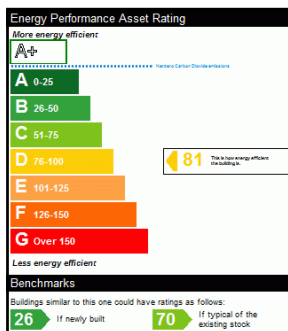 Energy Performance Asset Rating
More energy efficient
A+
Net zero Carbon Dioxide emissions
A 0-25
B 26-50
C 51-75
D 76-100
81 This is how energy efficient
the building is.
E 101-125
F 126-150
G Over 150
Less energy efficient
Benchmarks
Buildings similar to this one could have ratings as follows:
26 If newly built
70 If typical of the
existing stock